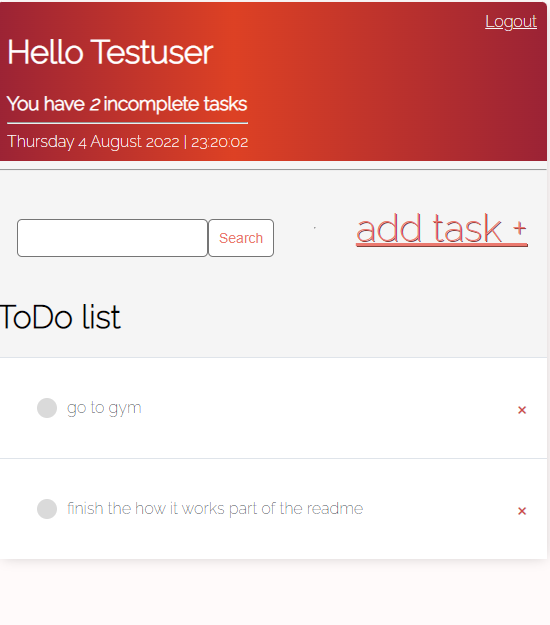 Logout
Hello Testuser
You have 2 incomplete tasks
Thursday 4 August 2022 | 23:20:02
Search
add task +
ToDo list
go to gym ×
finish the how it works part of the readme ×